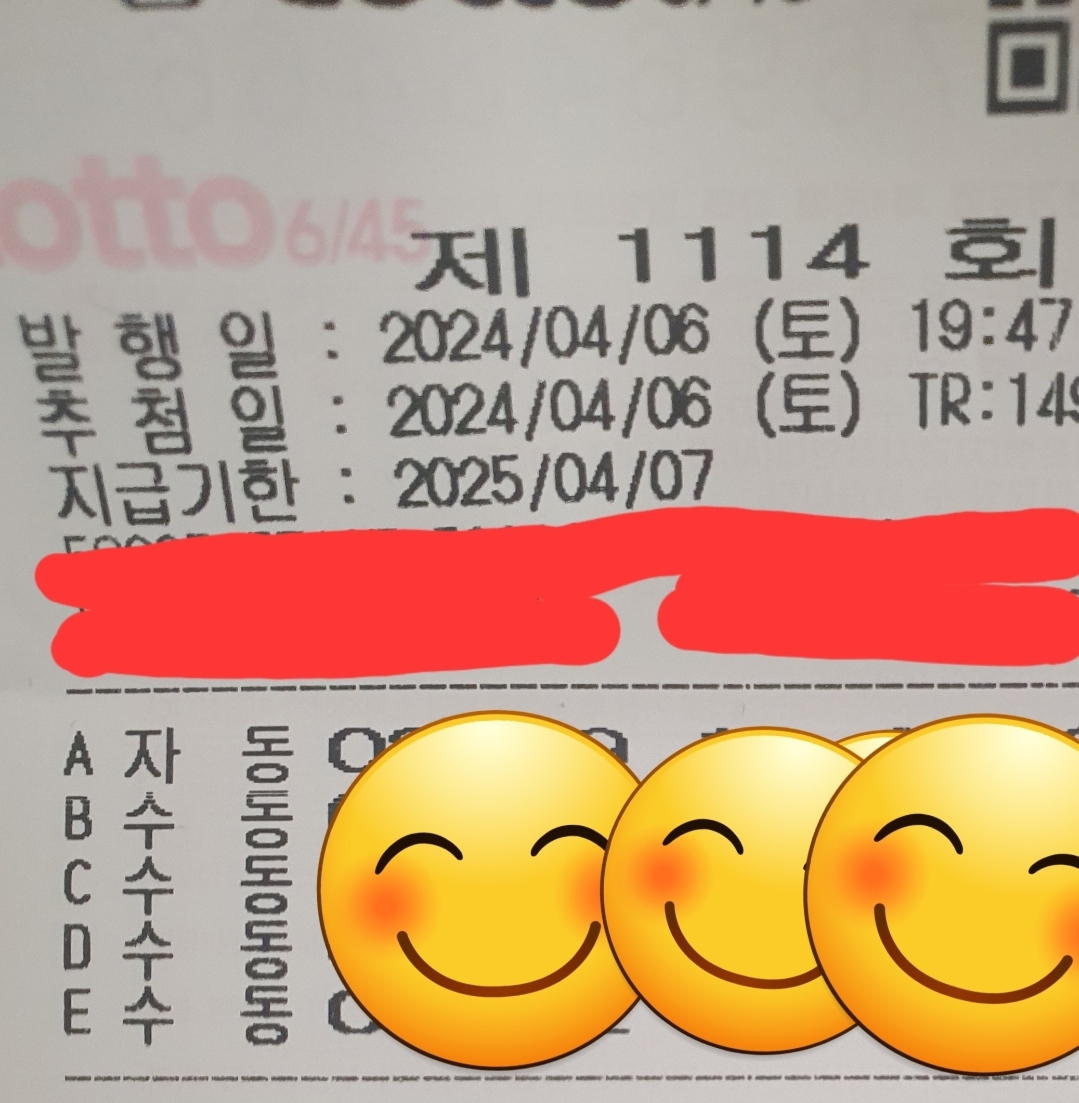 Lotto 6/45
제 1114 회
발 행 일 : 2024/04/06 (토) 19:47
추 첨 일 : 2024/04/06 (토) TR:149
지급기한 : 2025/04/07
A 자 동
B 수 동
C 수 동
D 수 동
E 수 동